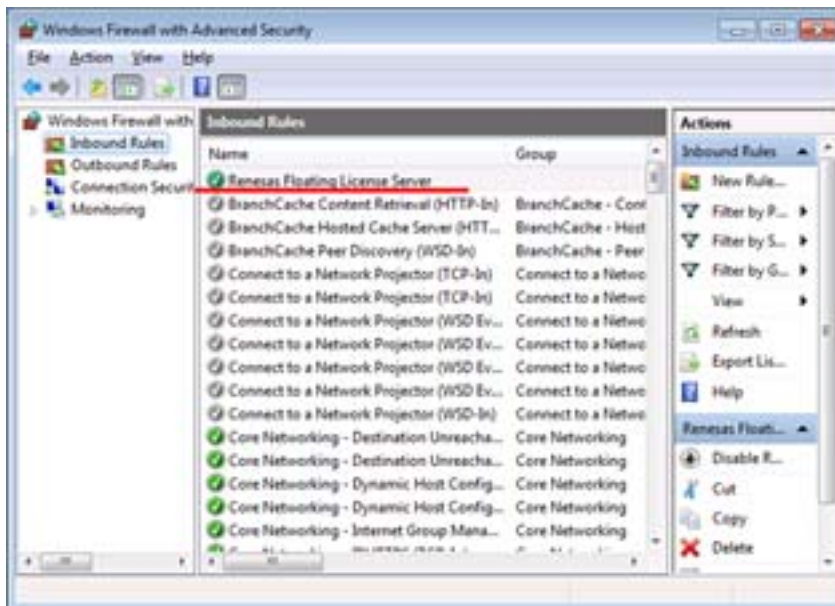 Windows Firewall with Advanced Security
File Action View Help
Windows Firewall with
Inbound Rules
Outbound Rules
Connection Securit
Monitoring
Inbound Rules
Name Group
Renesas Floating License Server
BranchCache Content Retrieval (HTTP-In) BranchCache - Cont
BranchCache Hosted Cache Server (HTT... BranchCache - Host
BranchCache Peer Discovery (WSD-In) BranchCache - Peer
Connect to a Network Projector (TCP-In) Connect to a Netwo
Connect to a Network Projector (TCP-In) Connect to a Netwo
Connect to a Network Projector (WSD Ev... Connect to a Netwo
Connect to a Network Projector (WSD Ev... Connect to a Netwo
Connect to a Network Projector (WSD Ev... Connect to a Netwo
Connect to a Network Projector (WSD Ev... Connect to a Netwo
Connect to a Network Projector (WSD-In) Connect to a Netwo
Core Networking - Destination Unreacha... Core Networking
Core Networking - Destination Unreacha... Core Networking
Core Networking - Dynamic Host Config... Core Networking
Core Networking - Dynamic Host Config... Core Networking
Core Networking - Internet Group Mana... Core Networking
Actions
Inbound Rules
New Rule...
Filter by P...
Filter by S...
Filter by G...
View
Refresh
Export Lis...
Help
Renesas Floati...
Disable R...
Cut
Copy
Delete